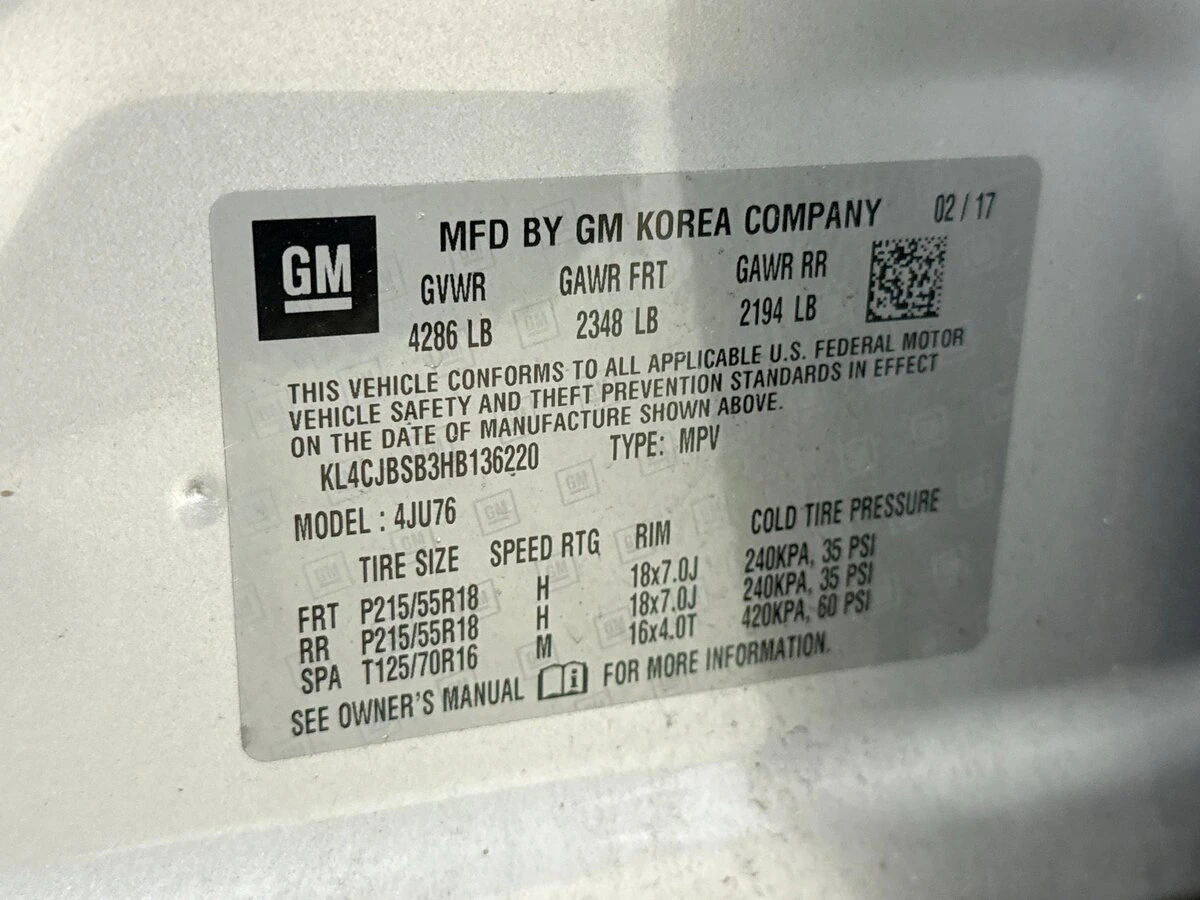 GM
MFD BY GM KOREA COMPANY 02/17
GVWR GAWR FRT GAWR RR
4286 LB 2348 LB 2194 LB
THIS VEHICLE CONFORMS TO ALL APPLICABLE U.S. FEDERAL MOTOR
VEHICLE SAFETY AND THEFT PREVENTION STANDARDS IN EFFECT
ON THE DATE OF MANUFACTURE SHOWN ABOVE.
KL4CJBSB3HB136220 TYPE: MPV
MODEL : 4JU76
TIRE SIZE SPEED RTG RIM COLD TIRE PRESSURE
FRT P215/55R18 H 18x7.0J 240KPA, 35 PSI
RR P215/55R18 H 18x7.0J 240KPA, 35 PSI
SPA T125/70R16 M 16x4.0T 420KPA, 60 PSI
SEE OWNER'S MANUAL i FOR MORE INFORMATION.